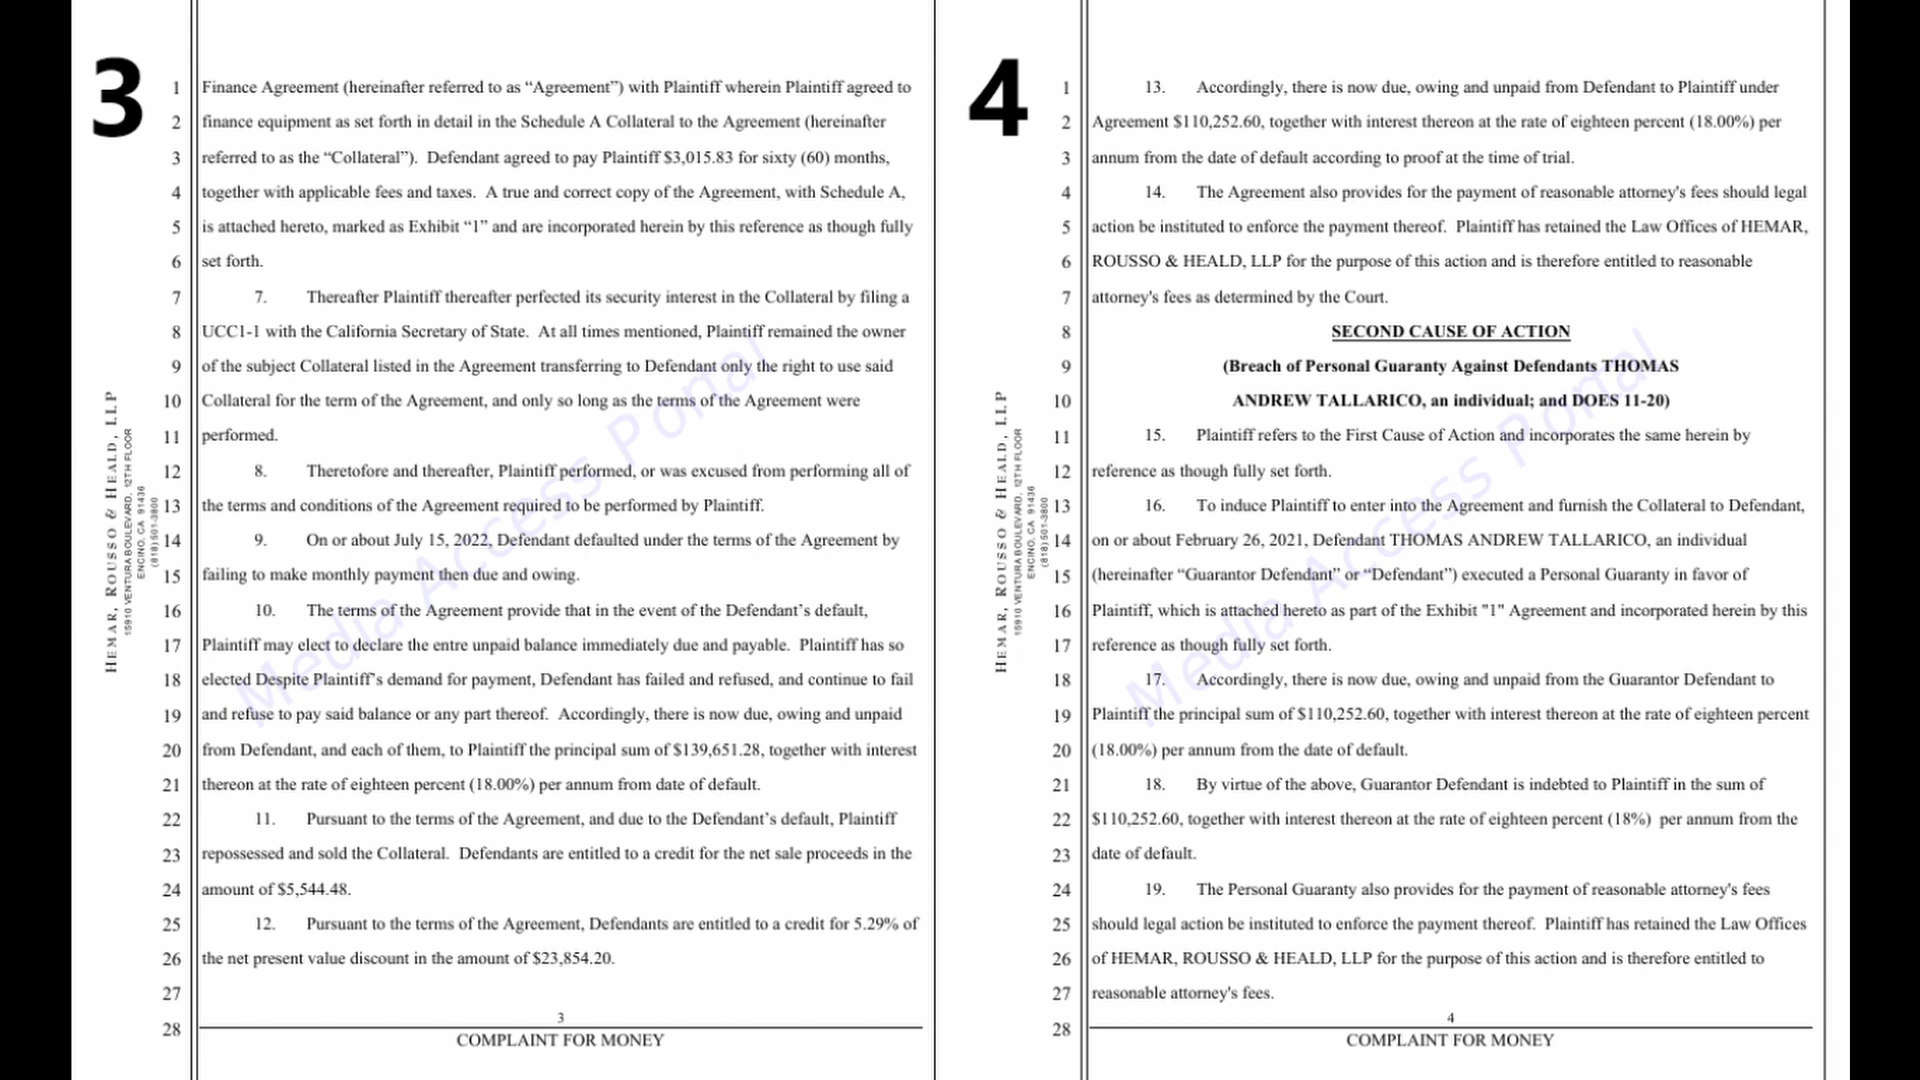 3
HEMAR, ROUSSO & HEALD, LLP
15910 VENTURA BOULEVARD, 12TH FLOOR
ENCINO, CA 91436
(818) 501-3800
1 Finance Agreement (hereinafter referred to as “Agreement”) with Plaintiff wherein Plaintiff agreed to
2 finance equipment as set forth in detail in the Schedule A Collateral to the Agreement (hereinafter
3 referred to as the “Collateral”). Defendant agreed to pay Plaintiff $3,015.83 for sixty (60) months,
4 together with applicable fees and taxes. A true and correct copy of the Agreement, with Schedule A,
5 is attached hereto, marked as Exhibit “1” and are incorporated herein by this reference as though fully
6 set forth.
7 7. Thereafter Plaintiff thereafter perfected its security interest in the Collateral by filing a
8 UCC1-1 with the California Secretary of State. At all times mentioned, Plaintiff remained the owner
9 of the subject Collateral listed in the Agreement transferring to Defendant only the right to use said
10 Collateral for the term of the Agreement, and only so long as the terms of the Agreement were
11 performed.
12 8. Theretofore and thereafter, Plaintiff performed, or was excused from performing all of
13 the terms and conditions of the Agreement required to be performed by Plaintiff.
14 9. On or about July 15, 2022, Defendant defaulted under the terms of the Agreement by
15 failing to make monthly payment then due and owing.
16 10. The terms of the Agreement provide that in the event of the Defendant’s default,
17 Plaintiff may elect to declare the entre unpaid balance immediately due and payable. Plaintiff has so
18 elected Despite Plaintiff’s demand for payment, Defendant has failed and refused, and continue to fail
19 and refuse to pay said balance or any part thereof. Accordingly, there is now due, owing and unpaid
20 from Defendant, and each of them, to Plaintiff the principal sum of $139,651.28, together with interest
21 thereon at the rate of eighteen percent (18.00%) per annum from date of default.
22 11. Pursuant to the terms of the Agreement, and due to the Defendant’s default, Plaintiff
23 repossessed and sold the Collateral. Defendants are entitled to a credit for the net sale proceeds in the
24 amount of $5,544.48.
25 12. Pursuant to the terms of the Agreement, Defendants are entitled to a credit for 5.29% of
26 the net present value discount in the amount of $23,854.20.
27
28
3
COMPLAINT FOR MONEY
Media Access Portal
4
HEMAR, ROUSSO & HEALD, LLP
15910 VENTURA BOULEVARD, 12TH FLOOR
ENCINO, CA 91436
(818) 501-3800
1 13. Accordingly, there is now due, owing and unpaid from Defendant to Plaintiff under
2 Agreement $110,252.60, together with interest thereon at the rate of eighteen percent (18.00%) per
3 annum from the date of default according to proof at the time of trial.
4 14. The Agreement also provides for the payment of reasonable attorney's fees should legal
5 action be instituted to enforce the payment thereof. Plaintiff has retained the Law Offices of HEMAR,
6 ROUSSO & HEALD, LLP for the purpose of this action and is therefore entitled to reasonable
7 attorney's fees as determined by the Court.
8 SECOND CAUSE OF ACTION
9 (Breach of Personal Guaranty Against Defendants THOMAS
10 ANDREW TALLARICO, an individual; and DOES 11-20)
11 15. Plaintiff refers to the First Cause of Action and incorporates the same herein by
12 reference as though fully set forth.
13 16. To induce Plaintiff to enter into the Agreement and furnish the Collateral to Defendant,
14 on or about February 26, 2021, Defendant THOMAS ANDREW TALLARICO, an individual
15 (hereinafter “Guarantor Defendant” or “Defendant”) executed a Personal Guaranty in favor of
16 Plaintiff, which is attached hereto as part of the Exhibit "1" Agreement and incorporated herein by this
17 reference as though fully set forth.
18 17. Accordingly, there is now due, owing and unpaid from the Guarantor Defendant to
19 Plaintiff the principal sum of $110,252.60, together with interest thereon at the rate of eighteen percent
20 (18.00%) per annum from the date of default.
21 18. By virtue of the above, Guarantor Defendant is indebted to Plaintiff in the sum of
22 $110,252.60, together with interest thereon at the rate of eighteen percent (18%) per annum from the
23 date of default.
24 19. The Personal Guaranty also provides for the payment of reasonable attorney's fees
25 should legal action be instituted to enforce the payment thereof. Plaintiff has retained the Law Offices
26 of HEMAR, ROUSSO & HEALD, LLP for the purpose of this action and is therefore entitled to
27 reasonable attorney's fees.
28
4
COMPLAINT FOR MONEY
Media Access Portal